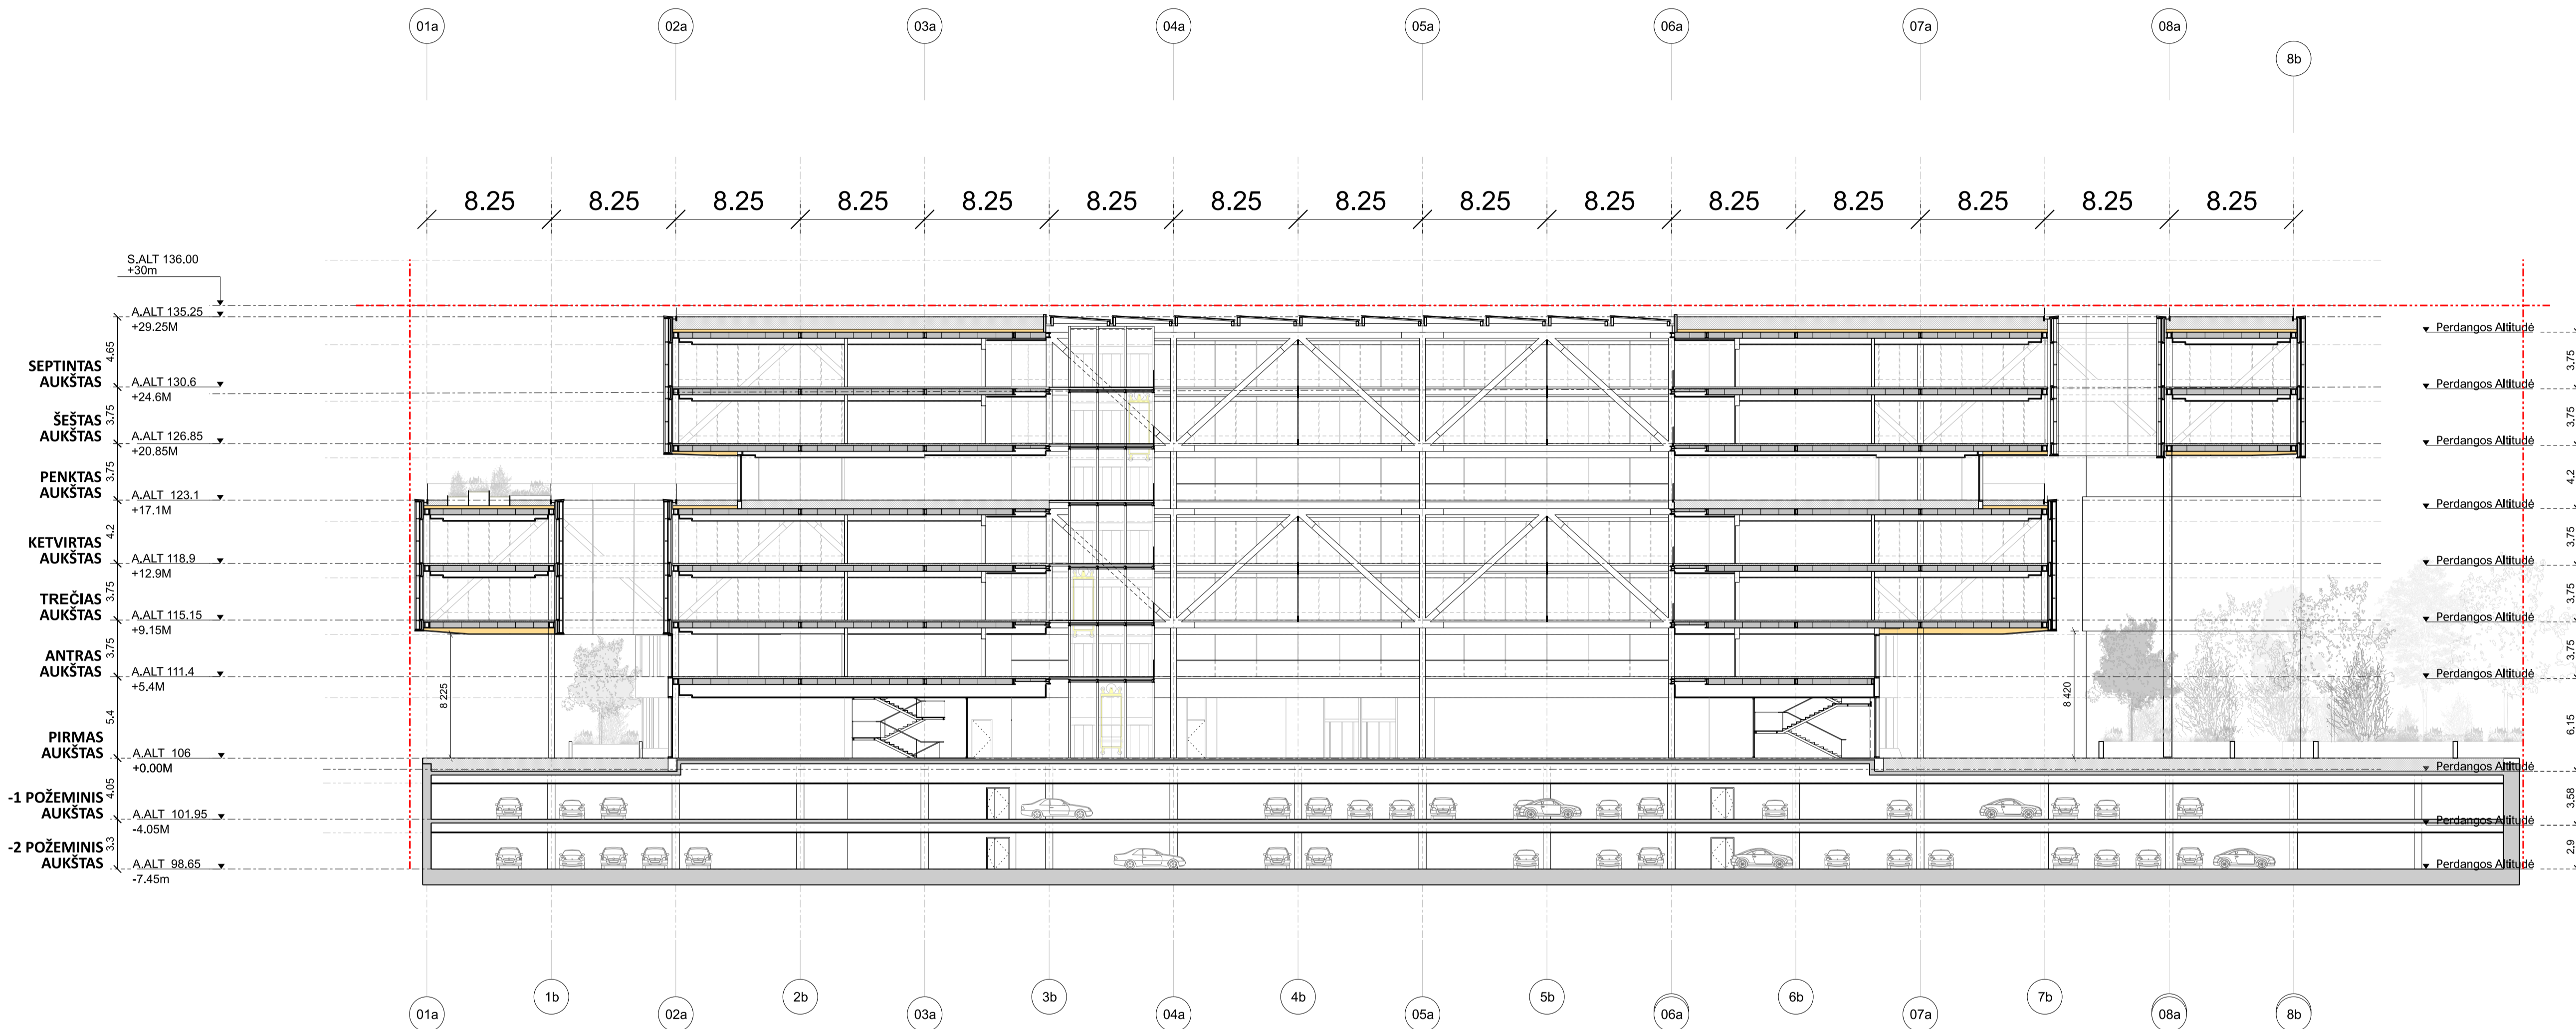 01a 02a 03a 04a 05a 06a 07a 08a
8b
8.25 8.25 8.25 8.25 8.25 8.25 8.25 8.25 8.25 8.25 8.25 8.25 8.25 8.25 8.25
S.ALT 136.00
+30m
A.ALT 135.25
+29.25M
4.65
SEPTINTAS
AUKŠTAS
A.ALT 130.6
+24.6M
3.75
ŠEŠTAS
AUKŠTAS
A.ALT 126.85
+20.85M
3.75
PENKTAS
AUKŠTAS
A.ALT 123.1
+17.1M
4.2
KETVIRTAS
AUKŠTAS
A.ALT 118.9
+12.9M
3.75
TREČIAS
AUKŠTAS
A.ALT 115.15
+9.15M
3.75
ANTRAS
AUKŠTAS
A.ALT 111.4
+5.4M
5.4
PIRMAS
AUKŠTAS
A.ALT 106
+0.00M
4.05
-1 POŽEMINIS
AUKŠTAS
A.ALT 101.95
-4.05M
3.3
-2 POŽEMINIS
AUKŠTAS
A.ALT 98.65
-7.45m
8 225
8 420
Perdangos Altitudė
3.75
Perdangos Altitudė
3.75
Perdangos Altitudė
4.2
Perdangos Altitudė
3.75
Perdangos Altitudė
3.75
Perdangos Altitudė
3.75
Perdangos Altitudė
6.15
Perdangos Altitudė
3.58
Perdangos Altitudė
2.9
Perdangos Altitudė
1b 2b 3b 4b 5b 6b 7b
01a 02a 03a 04a 05a 06a 07a 08a 8b